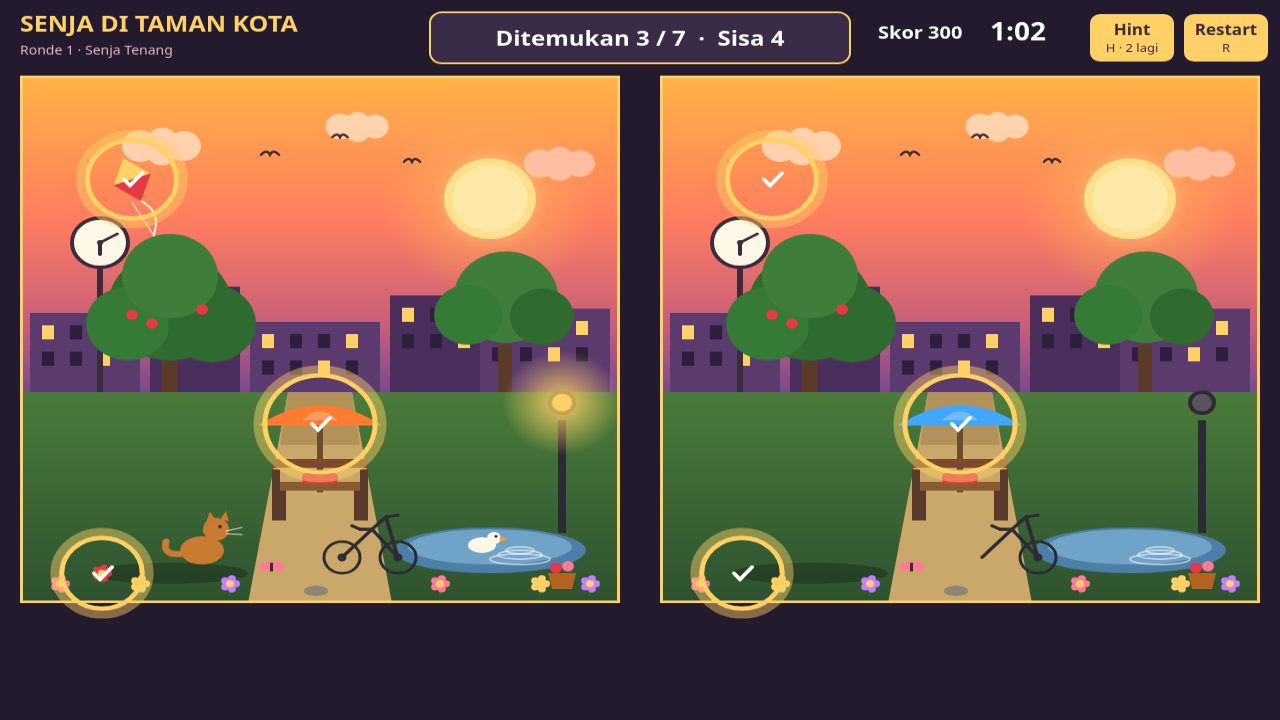 SENJA DI TAMAN KOTA
Ronde 1 · Senja Tenang
Ditemukan 3 / 7 · Sisa 4
Skor 300
1:02
Hint
H · 2 lagi
Restart
R